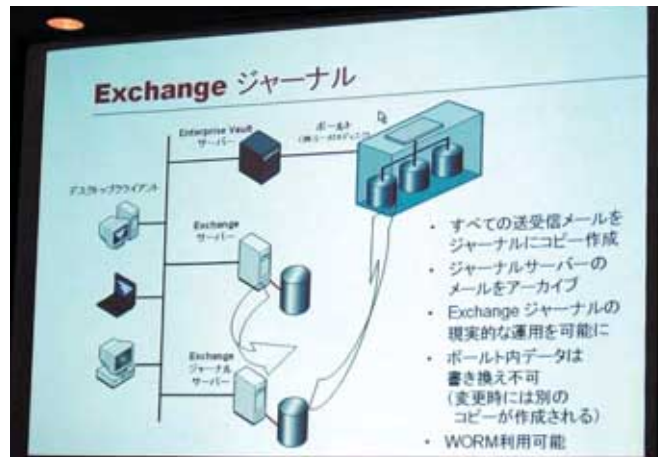 Exchange ジャーナル
Enterprise Vault
サーバー
ボールト
デスクトップクライアント
Exchange
サーバー
Exchange
ジャーナル
サーバー
・ すべての送受信メールを
ジャーナルにコピー作成
・ ジャーナルサーバーの
メールをアーカイブ
・ Exchange ジャーナルの
現実的な運用を可能に
・ ボールト内データは
書き換え不可
(変更時には別の
コピーが作成される)
・ WORM利用可能